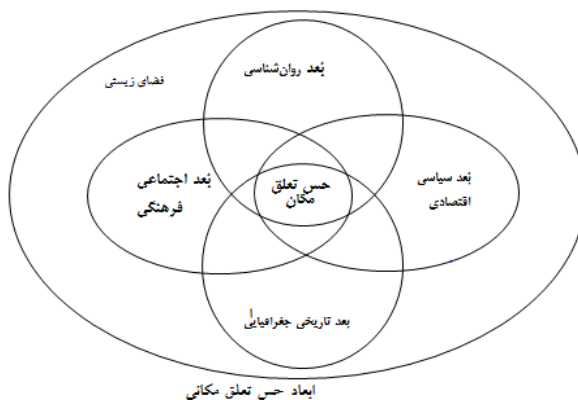 بُعد روان‌شناسی
فضای زیستی
بُعد سیاسی
اقتصادی
حس تعلق
مکان
بُعد اجتماعی
فرهنگی
بعد تاریخی جغرافیایی
ابعاد حس تعلق مکانی